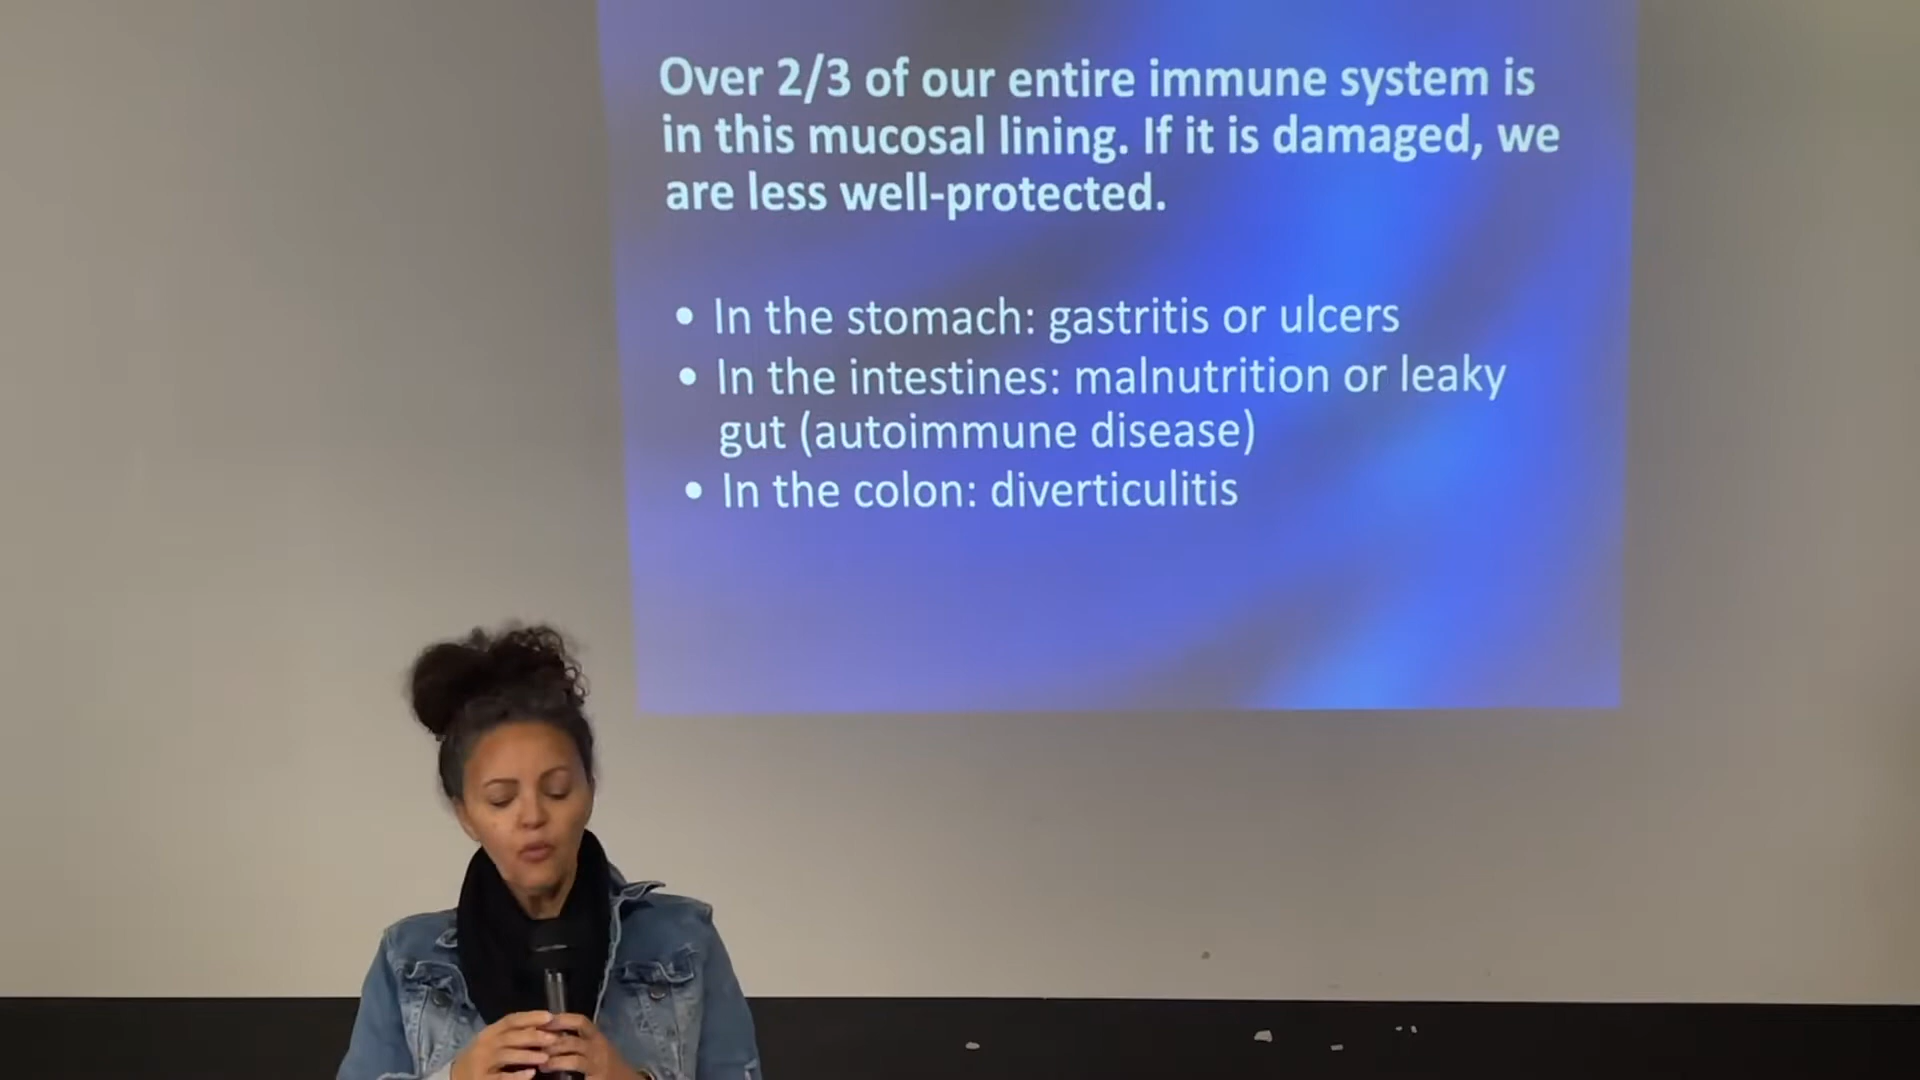 Over 2/3 of our entire immune system is
in this mucosal lining. If it is damaged, we
are less well-protected.
• In the stomach: gastritis or ulcers
• In the intestines: malnutrition or leaky
gut (autoimmune disease)
• In the colon: diverticulitis